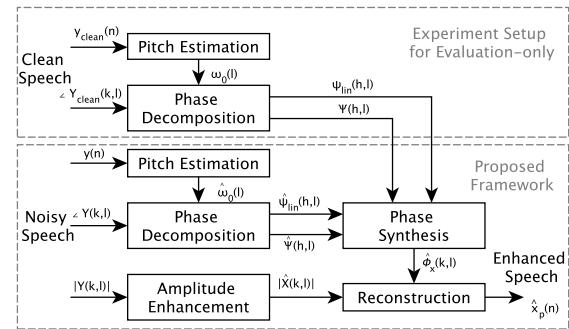 y_clean(n)
Pitch Estimation
Experiment Setup
for Evaluation-only
Clean
Speech
ω_0(l)
∠ Y_clean(k,l)
Phase
Decomposition
ψ_lin(h,l)
Ψ(h,l)
y(n)
Pitch Estimation
Proposed
Framework
ω̂_0(l)
Noisy
Speech
∠ Y(k,l)
Phase
Decomposition
ψ̂_lin(h,l)
Ψ̂(h,l)
Phase
Synthesis
ϕ̂_x(k,l)
Enhanced
Speech
|Y(k,l)|
Amplitude
Enhancement
|X̂(k,l)|
Reconstruction
x̂_p(n)